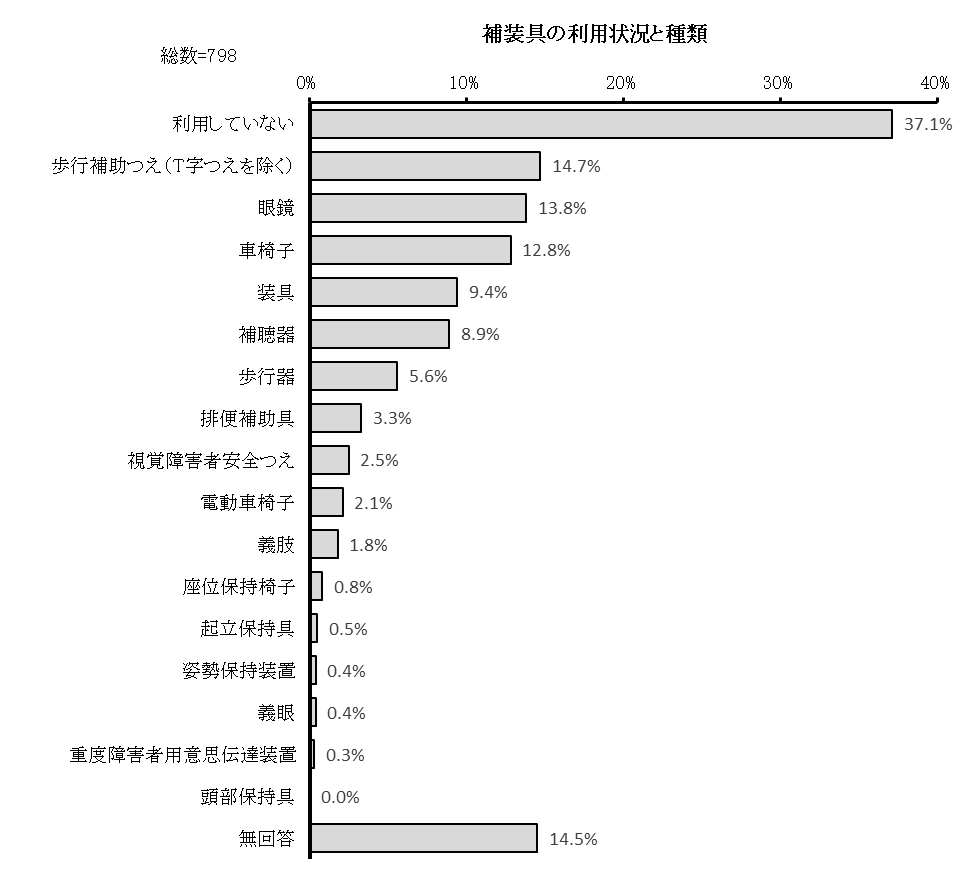 補装具の利用状況と種類
総数=798
0% 10% 20% 30% 40%
利用していない 37.1%
歩行補助つえ（T字つえを除く） 14.7%
眼鏡 13.8%
車椅子 12.8%
装具 9.4%
補聴器 8.9%
歩行器 5.6%
排便補助具 3.3%
視覚障害者安全つえ 2.5%
電動車椅子 2.1%
義肢 1.8%
座位保持椅子 0.8%
起立保持具 0.5%
姿勢保持装置 0.4%
義眼 0.4%
重度障害者用意思伝達装置 0.3%
頭部保持具 0.0%
無回答 14.5%